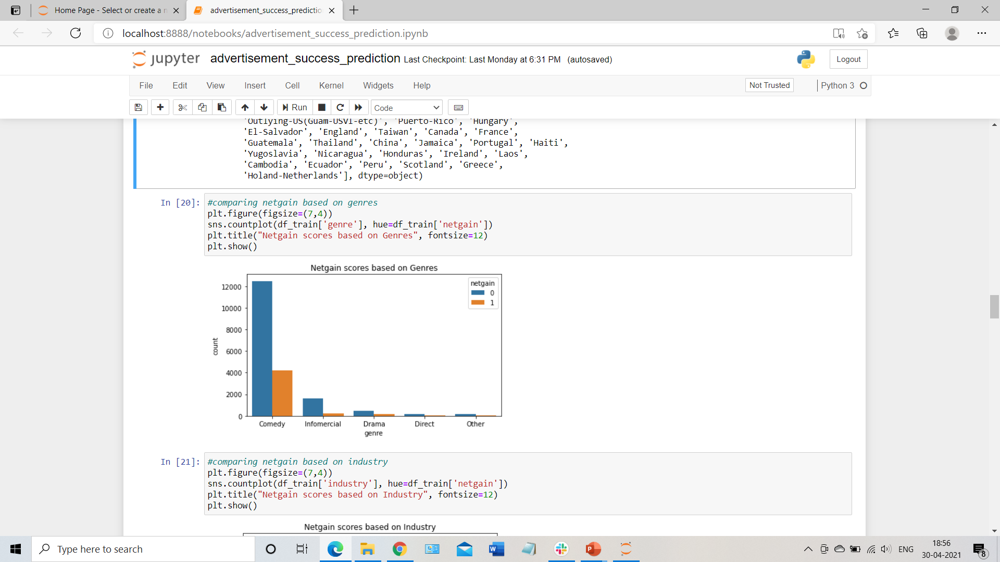 Home Page - Select or create a n
advertisement_success_predictio
localhost:8888/notebooks/advertisement_success_prediction.ipynb
jupyter advertisement_success_prediction Last Checkpoint: Last Monday at 6:31 PM (autosaved)
Logout
File Edit View Insert Cell Kernel Widgets Help
Not Trusted
Python 3
Run
Code
'Outlying-US(Guam-USVI-etc)', 'Puerto-Rico', 'Hungary',
'El-Salvador', 'England', 'Taiwan', 'Canada', 'France',
'Guatemala', 'Thailand', 'China', 'Jamaica', 'Portugal', 'Haiti',
'Yugoslavia', 'Nicaragua', 'Honduras', 'Ireland', 'Laos',
'Cambodia', 'Ecuador', 'Peru', 'Scotland', 'Greece',
'Holand-Netherlands'], dtype=object)
In [20]: #comparing netgain based on genres
plt.figure(figsize=(7,4))
sns.countplot(df_train['genre'], hue=df_train['netgain'])
plt.title("Netgain scores based on Genres", fontsize=12)
plt.show()
Netgain scores based on Genres
netgain
0
1
12000
10000
8000
6000
4000
2000
0
count
Comedy Infomercial Drama Direct Other
genre
In [21]: #comparing netgain based on industry
plt.figure(figsize=(7,4))
sns.countplot(df_train['industry'], hue=df_train['netgain'])
plt.title("Netgain scores based on Industry", fontsize=12)
plt.show()
Netgain scores based on Industry
Type here to search
ENG
18:56
30-04-2021
8